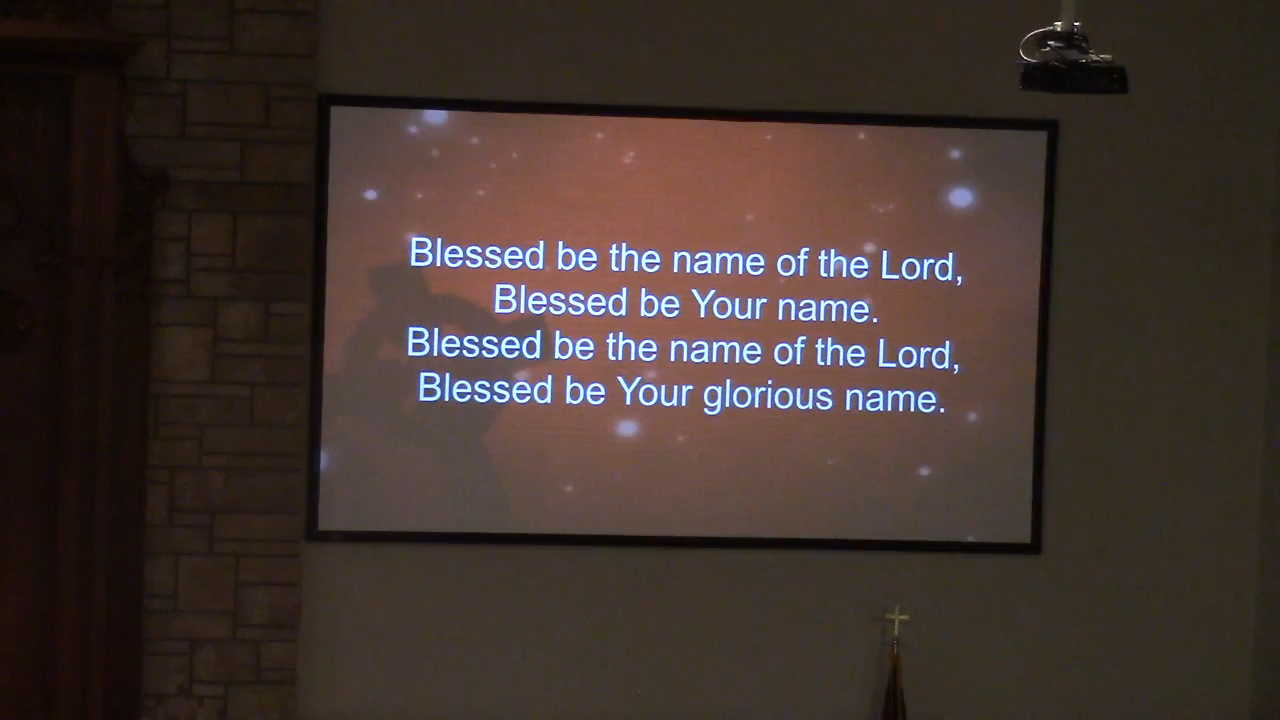 Blessed be the name of the Lord,
Blessed be Your name.
Blessed be the name of the Lord,
Blessed be Your glorious name.